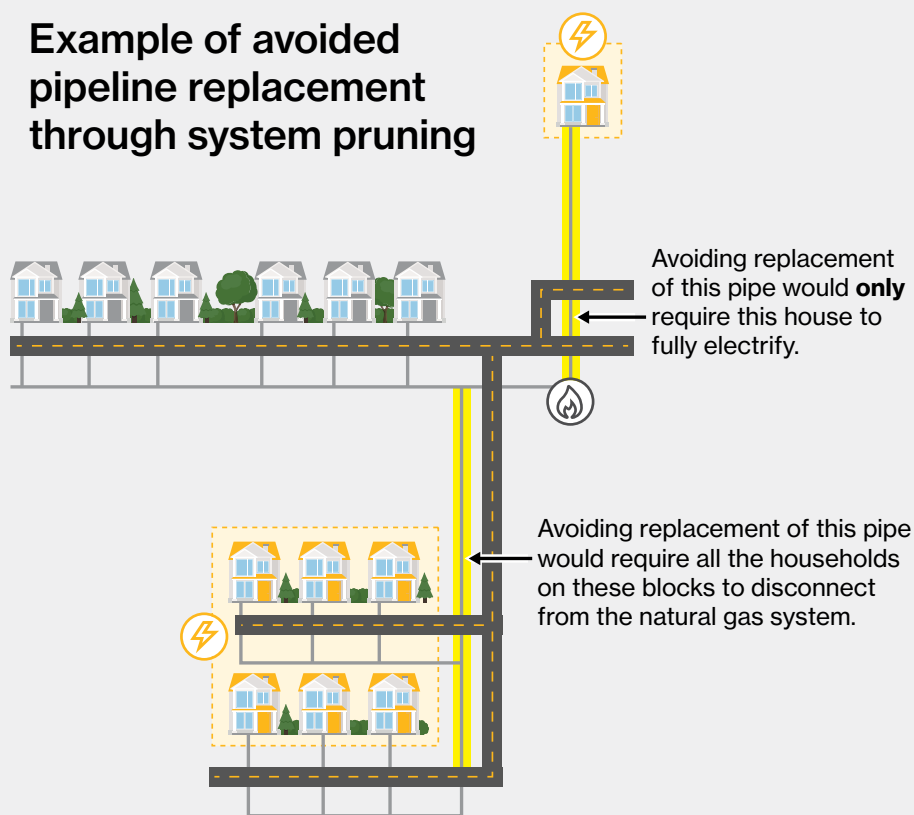 Example of avoided
pipeline replacement
through system pruning
Avoiding replacement
of this pipe would only
require this house to
fully electrify.
Avoiding replacement of this pipe
would require all the households
on these blocks to disconnect
from the natural gas system.